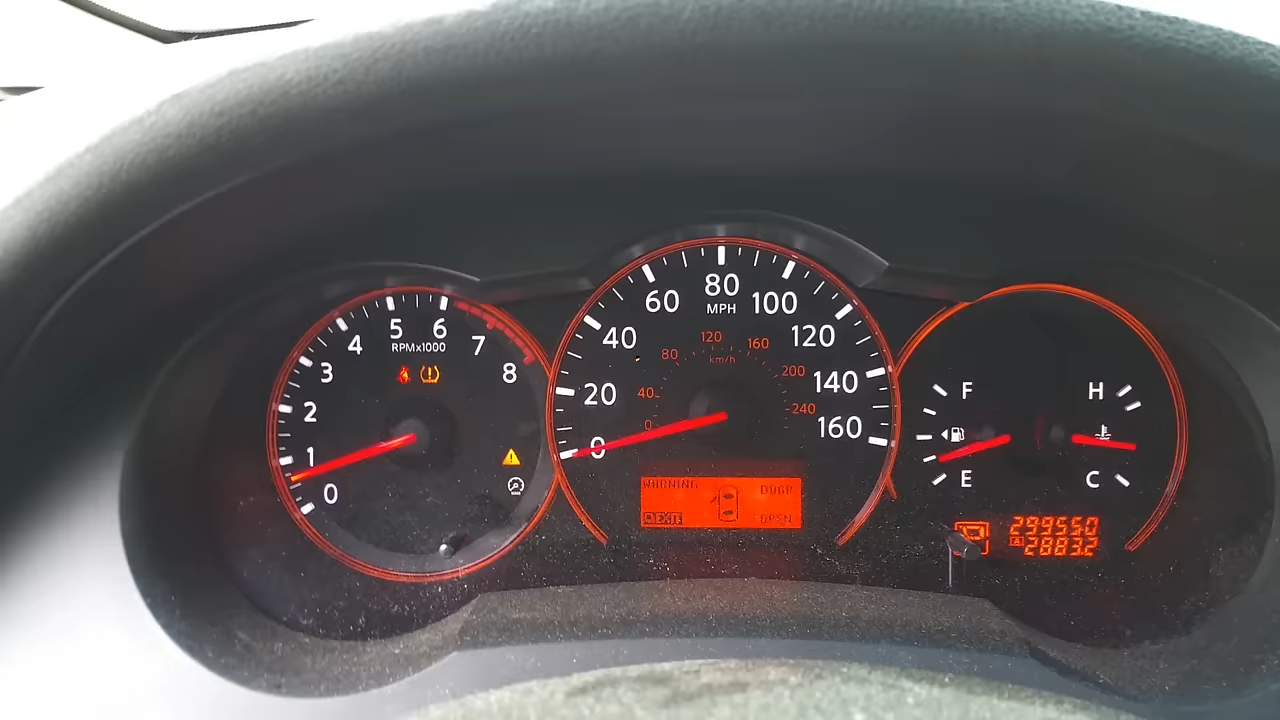 5 6
4 RPMx1000 7
3 8
2
1
0
80
60 MPH 100
40 120
20 140
0 160
120
80 km/h 160
40 200
0 240
WARNING DOOR
EXIT OPEN
F H
E C
299550
A 2883.2